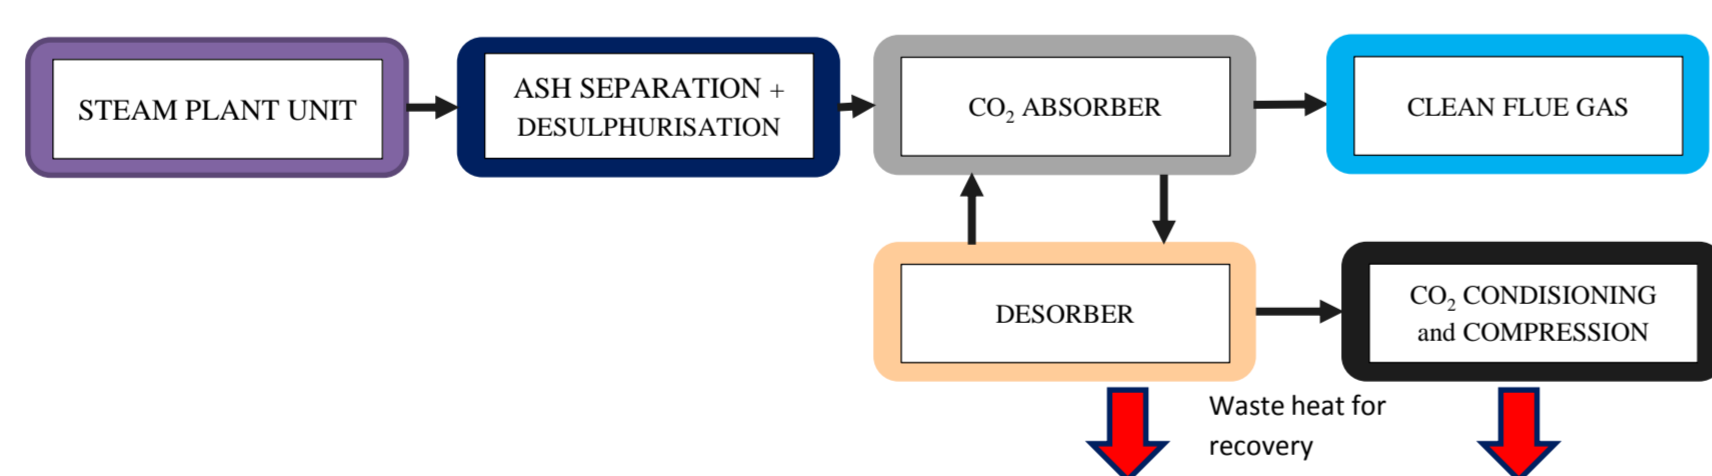 STEAM PLANT UNIT
ASH SEPARATION +
DESULPHURISATION
CO₂ ABSORBER
CLEAN FLUE GAS
DESORBER
CO₂ CONDISIONING
and COMPRESSION
Waste heat for
recovery